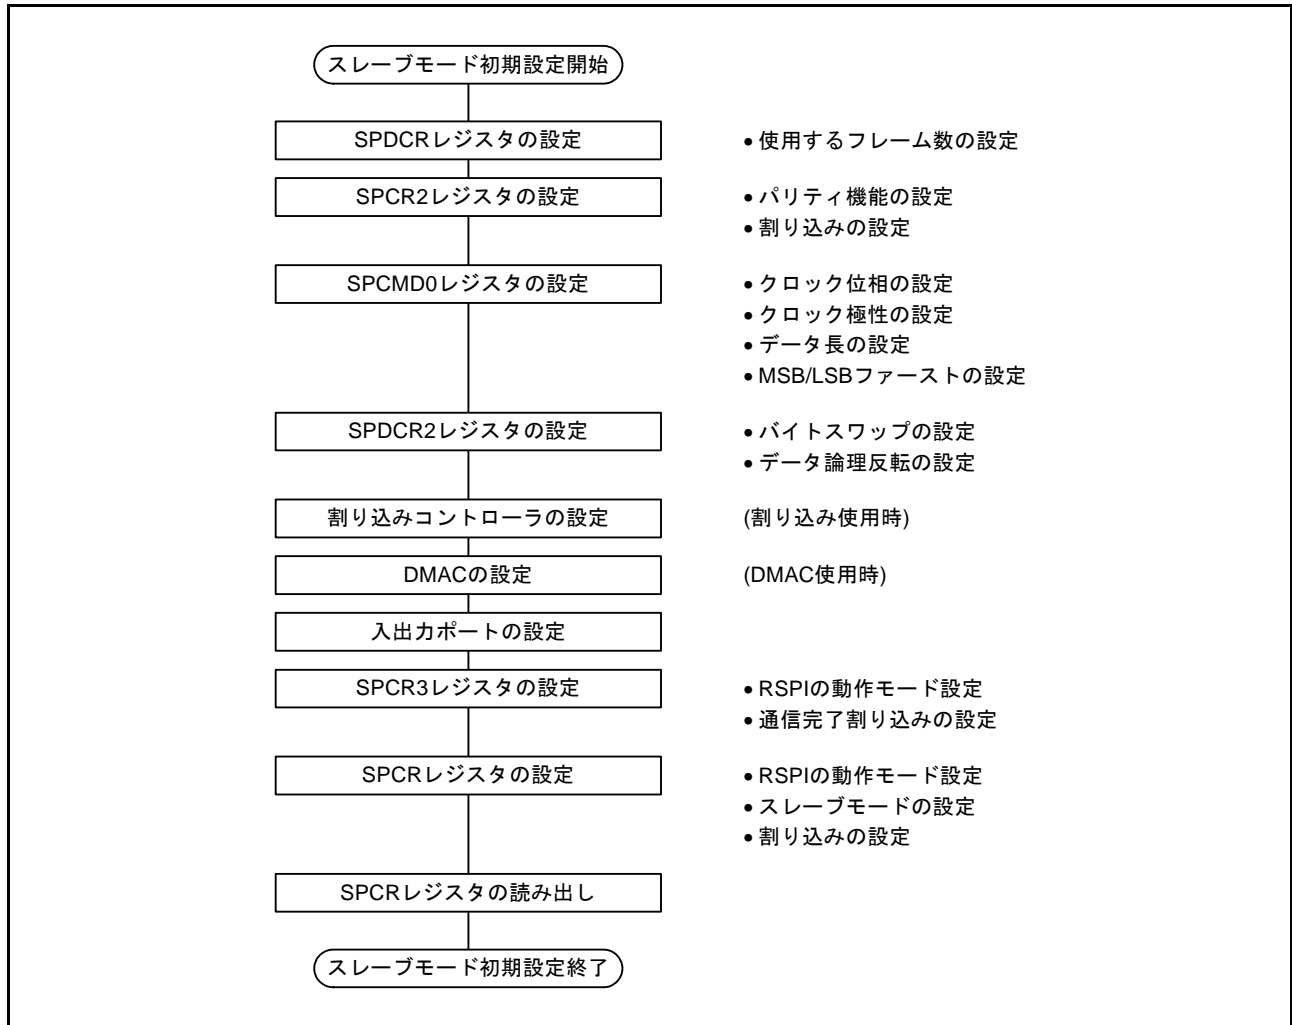 スレーブモード初期設定開始
SPDCRレジスタの設定
• 使用するフレーム数の設定
SPCR2レジスタの設定
• パリティ機能の設定
• 割り込みの設定
SPCMD0レジスタの設定
• クロック位相の設定
• クロック極性の設定
• データ長の設定
• MSB/LSBファーストの設定
SPDCR2レジスタの設定
• バイトスワップの設定
• データ論理反転の設定
割り込みコントローラの設定
(割り込み使用時)
DMACの設定
(DMAC使用時)
入出力ポートの設定
SPCR3レジスタの設定
• RSPIの動作モード設定
• 通信完了割り込みの設定
SPCRレジスタの設定
• RSPIの動作モード設定
• スレーブモードの設定
• 割り込みの設定
SPCRレジスタの読み出し
スレーブモード初期設定終了